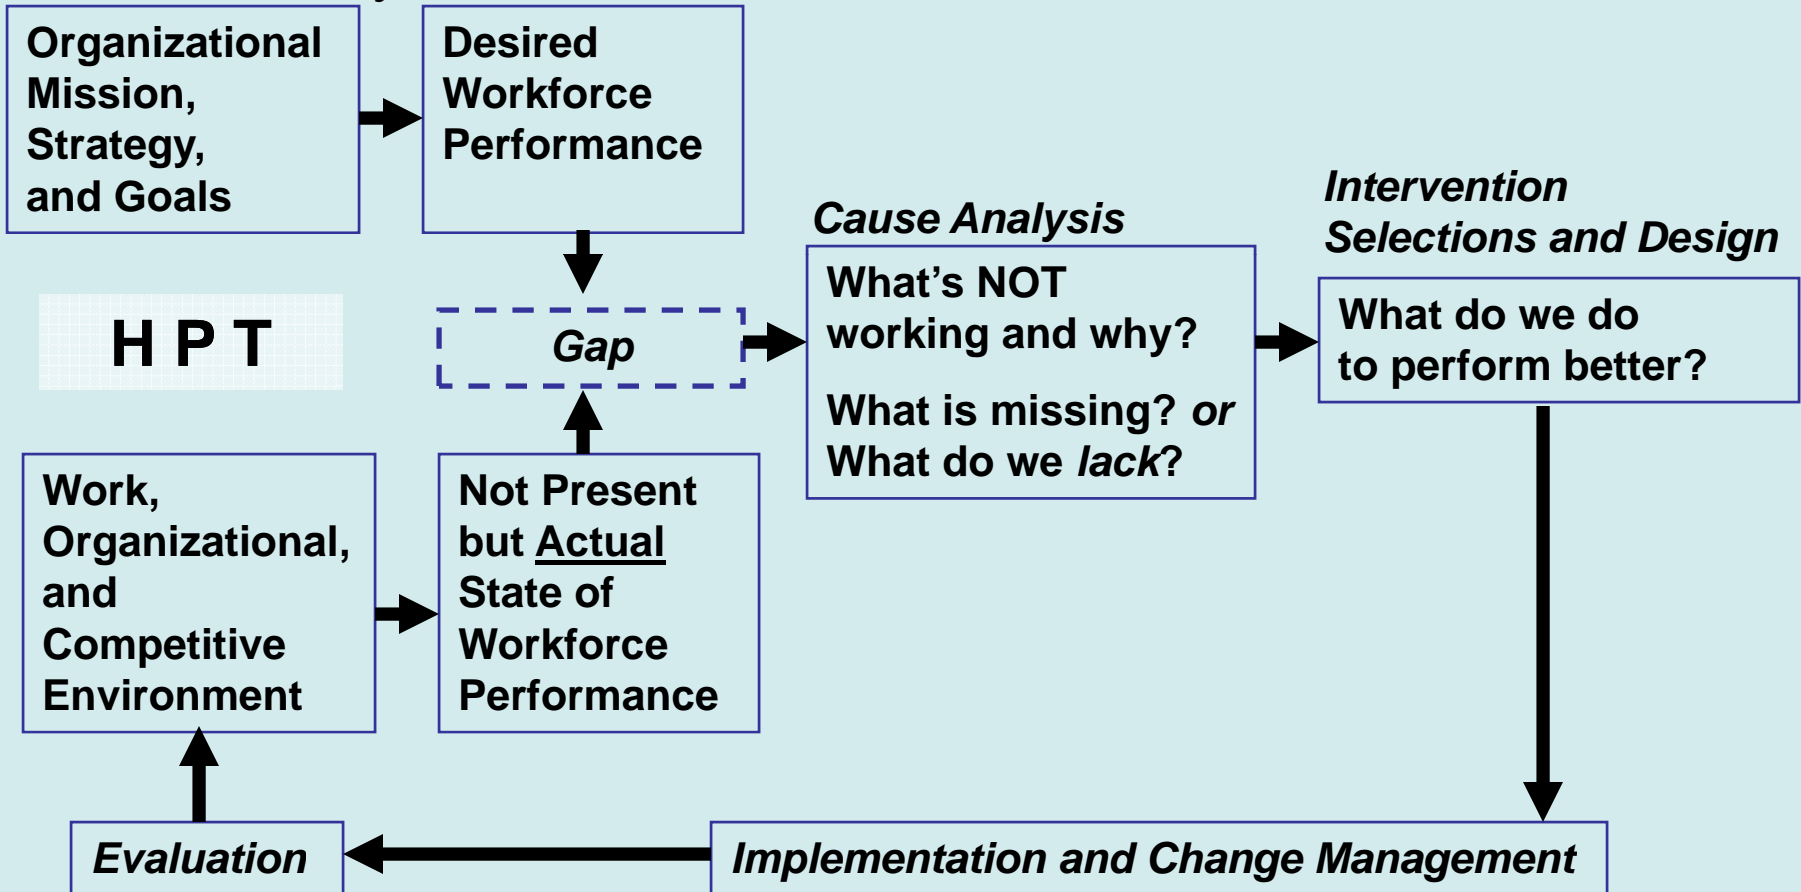 Organizational
Mission,
Strategy,
and Goals
Desired
Workforce
Performance
H P T
Gap
Work,
Organizational,
and
Competitive
Environment
Not Present
but Actual
State of
Workforce
Performance
Cause Analysis
What's NOT
working and why?
What is missing? or
What do we lack?
Intervention
Selections and Design
What do we do
to perform better?
Implementation and Change Management
Evaluation